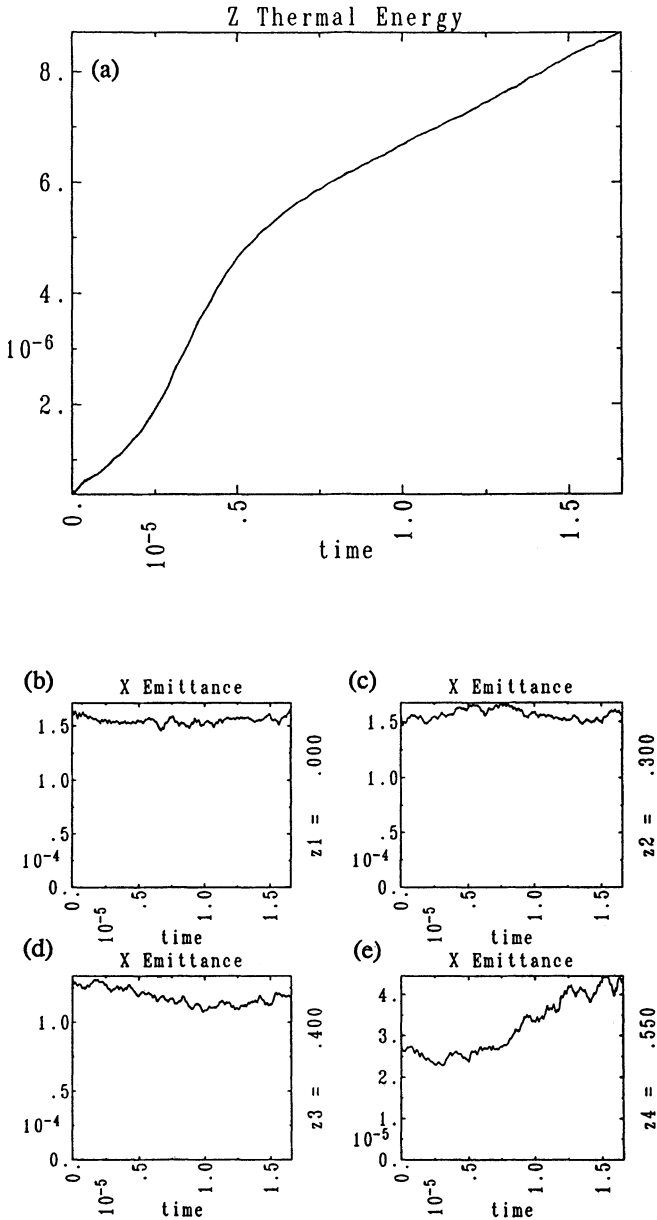 Z Thermal Energy
(a)
8.
6.
4.
10-6
2.
0. .5 1.0 1.5
10-5
time
(b) (c)
X Emittance X Emittance
1.5 1.5
1.0 1.0
.5 .5
10-4 10-4
0. 0.
z1 = .000 z2 = .300
0. .5 1.0 1.5 0. .5 1.0 1.5
10-5 10-5
time time
(d) (e)
X Emittance X Emittance
1.0 4.
3.
.5 2.
1.
10-4 10-5
0. 0.
z3 = .400 z4 = .550
0. .5 1.0 1.5 0. .5 1.0 1.5
10-5 10-5
time time